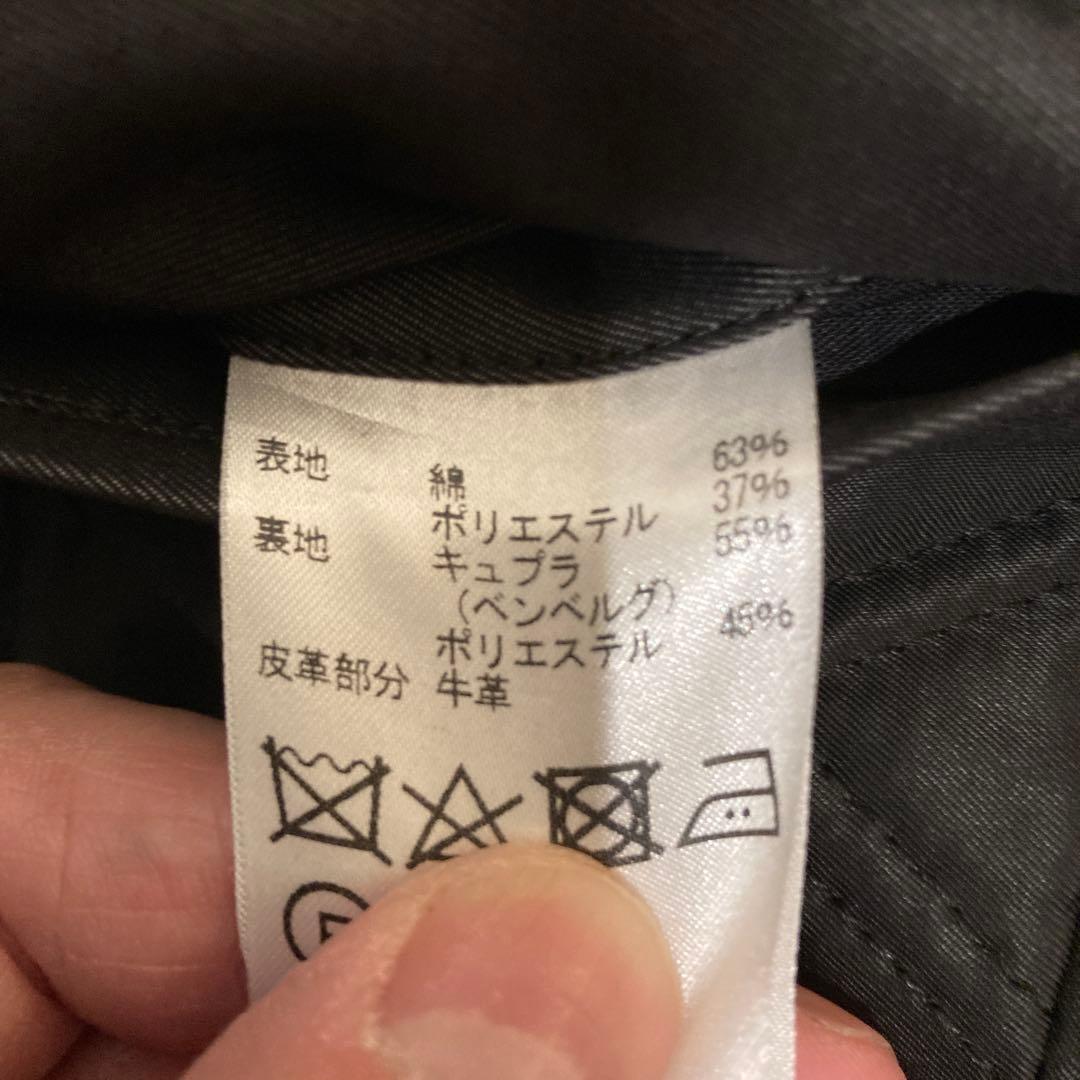 表地 綿 63%
ポリエステル 37%
裏地 キュプラ 55%
(ベンベルグ)
ポリエステル 45%
皮革部分 牛革